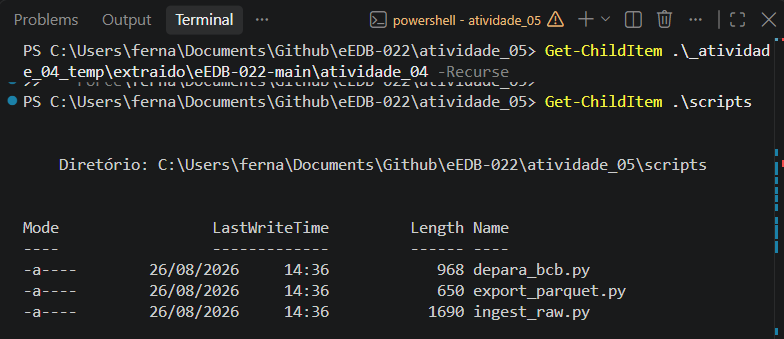 Problems Output Terminal ··· powershell - atividade_05
PS C:\Users\ferna\Documents\Github\eEDB-022\atividade_05> Get-ChildItem .\_atividad
e_04_temp\extraido\eEDB-022-main\atividade_04 -Recurse
PS C:\Users\ferna\Documents\Github\eEDB-022\atividade_05> Get-ChildItem .\scripts
Diretório: C:\Users\ferna\Documents\Github\eEDB-022\atividade_05\scripts
Mode LastWriteTime Length Name
---- ------------- ------ ----
-a---- 26/08/2026 14:36 968 depara_bcb.py
-a---- 26/08/2026 14:36 650 export_parquet.py
-a---- 26/08/2026 14:36 1690 ingest_raw.py